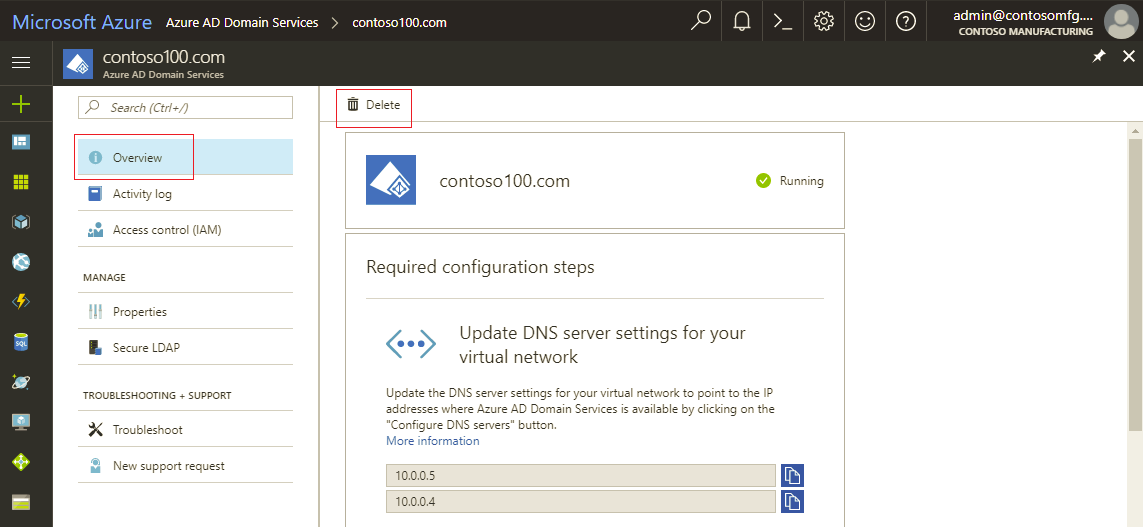 Microsoft Azure Azure AD Domain Services > contoso100.com
admin@contosomfg....
CONTOSO MANUFACTURING
contoso100.com
Azure AD Domain Services
Search (Ctrl+/)
Overview
Activity log
Access control (IAM)
MANAGE
Properties
Secure LDAP
TROUBLESHOOTING + SUPPORT
Troubleshoot
New support request
Delete
contoso100.com
Running
Required configuration steps
Update DNS server settings for your
virtual network
Update the DNS server settings for your virtual network to point to the IP
addresses where Azure AD Domain Services is available by clicking on the
"Configure DNS servers" button.
More information
10.0.0.5
10.0.0.4
SQL